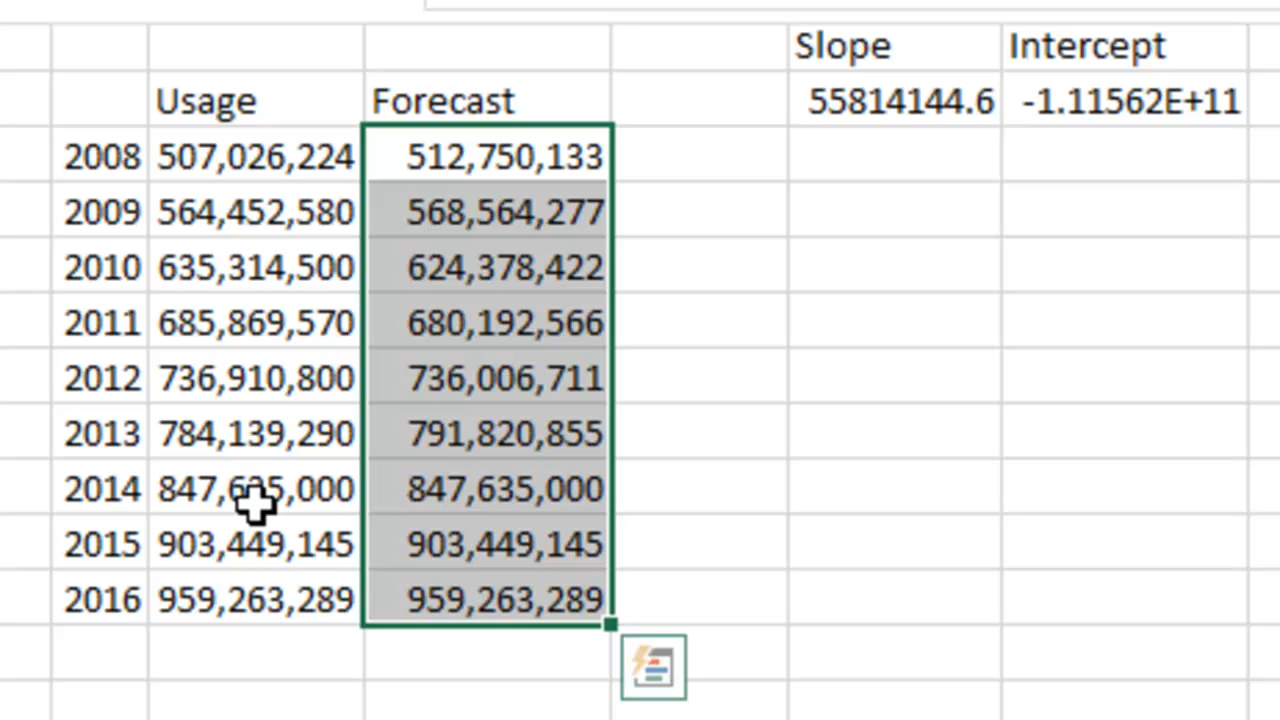 Slope Intercept
Usage Forecast 55814144.6 -1.11562E+11
2008 507,026,224 512,750,133
2009 564,452,580 568,564,277
2010 635,314,500 624,378,422
2011 685,869,570 680,192,566
2012 736,910,800 736,006,711
2013 784,139,290 791,820,855
2014 847,635,000 847,635,000
2015 903,449,145 903,449,145
2016 959,263,289 959,263,289